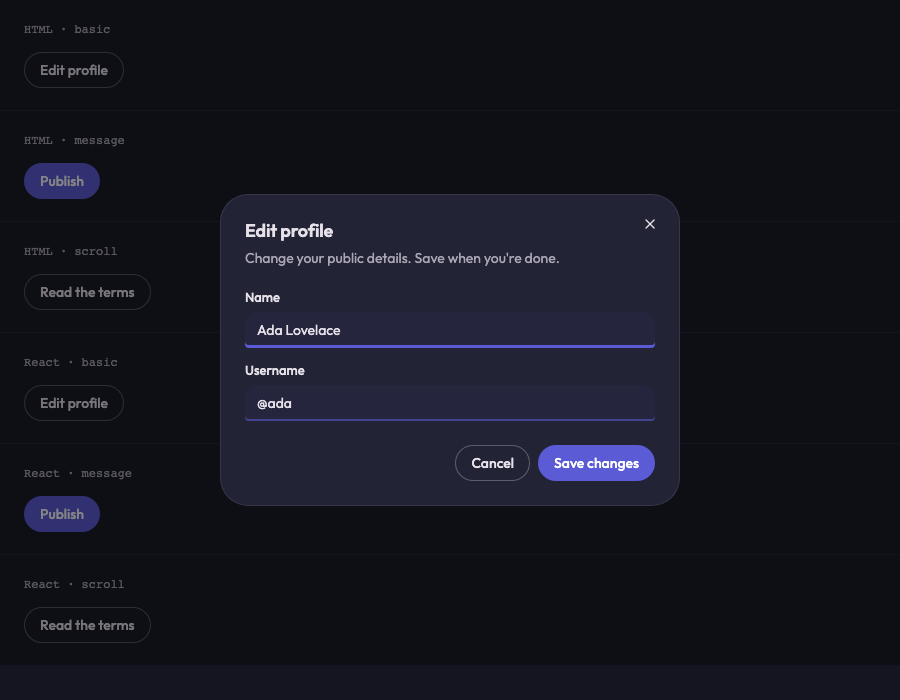 HTML · basic
Edit profile
HTML · message
Publish
HTML · scroll
Read the terms
React · basic
Edit profile
React · message
Publish
React · scroll
Read the terms
Edit profile
Change your public details. Save when you're done.
Name
Ada Lovelace
Username
@ada
Cancel
Save changes